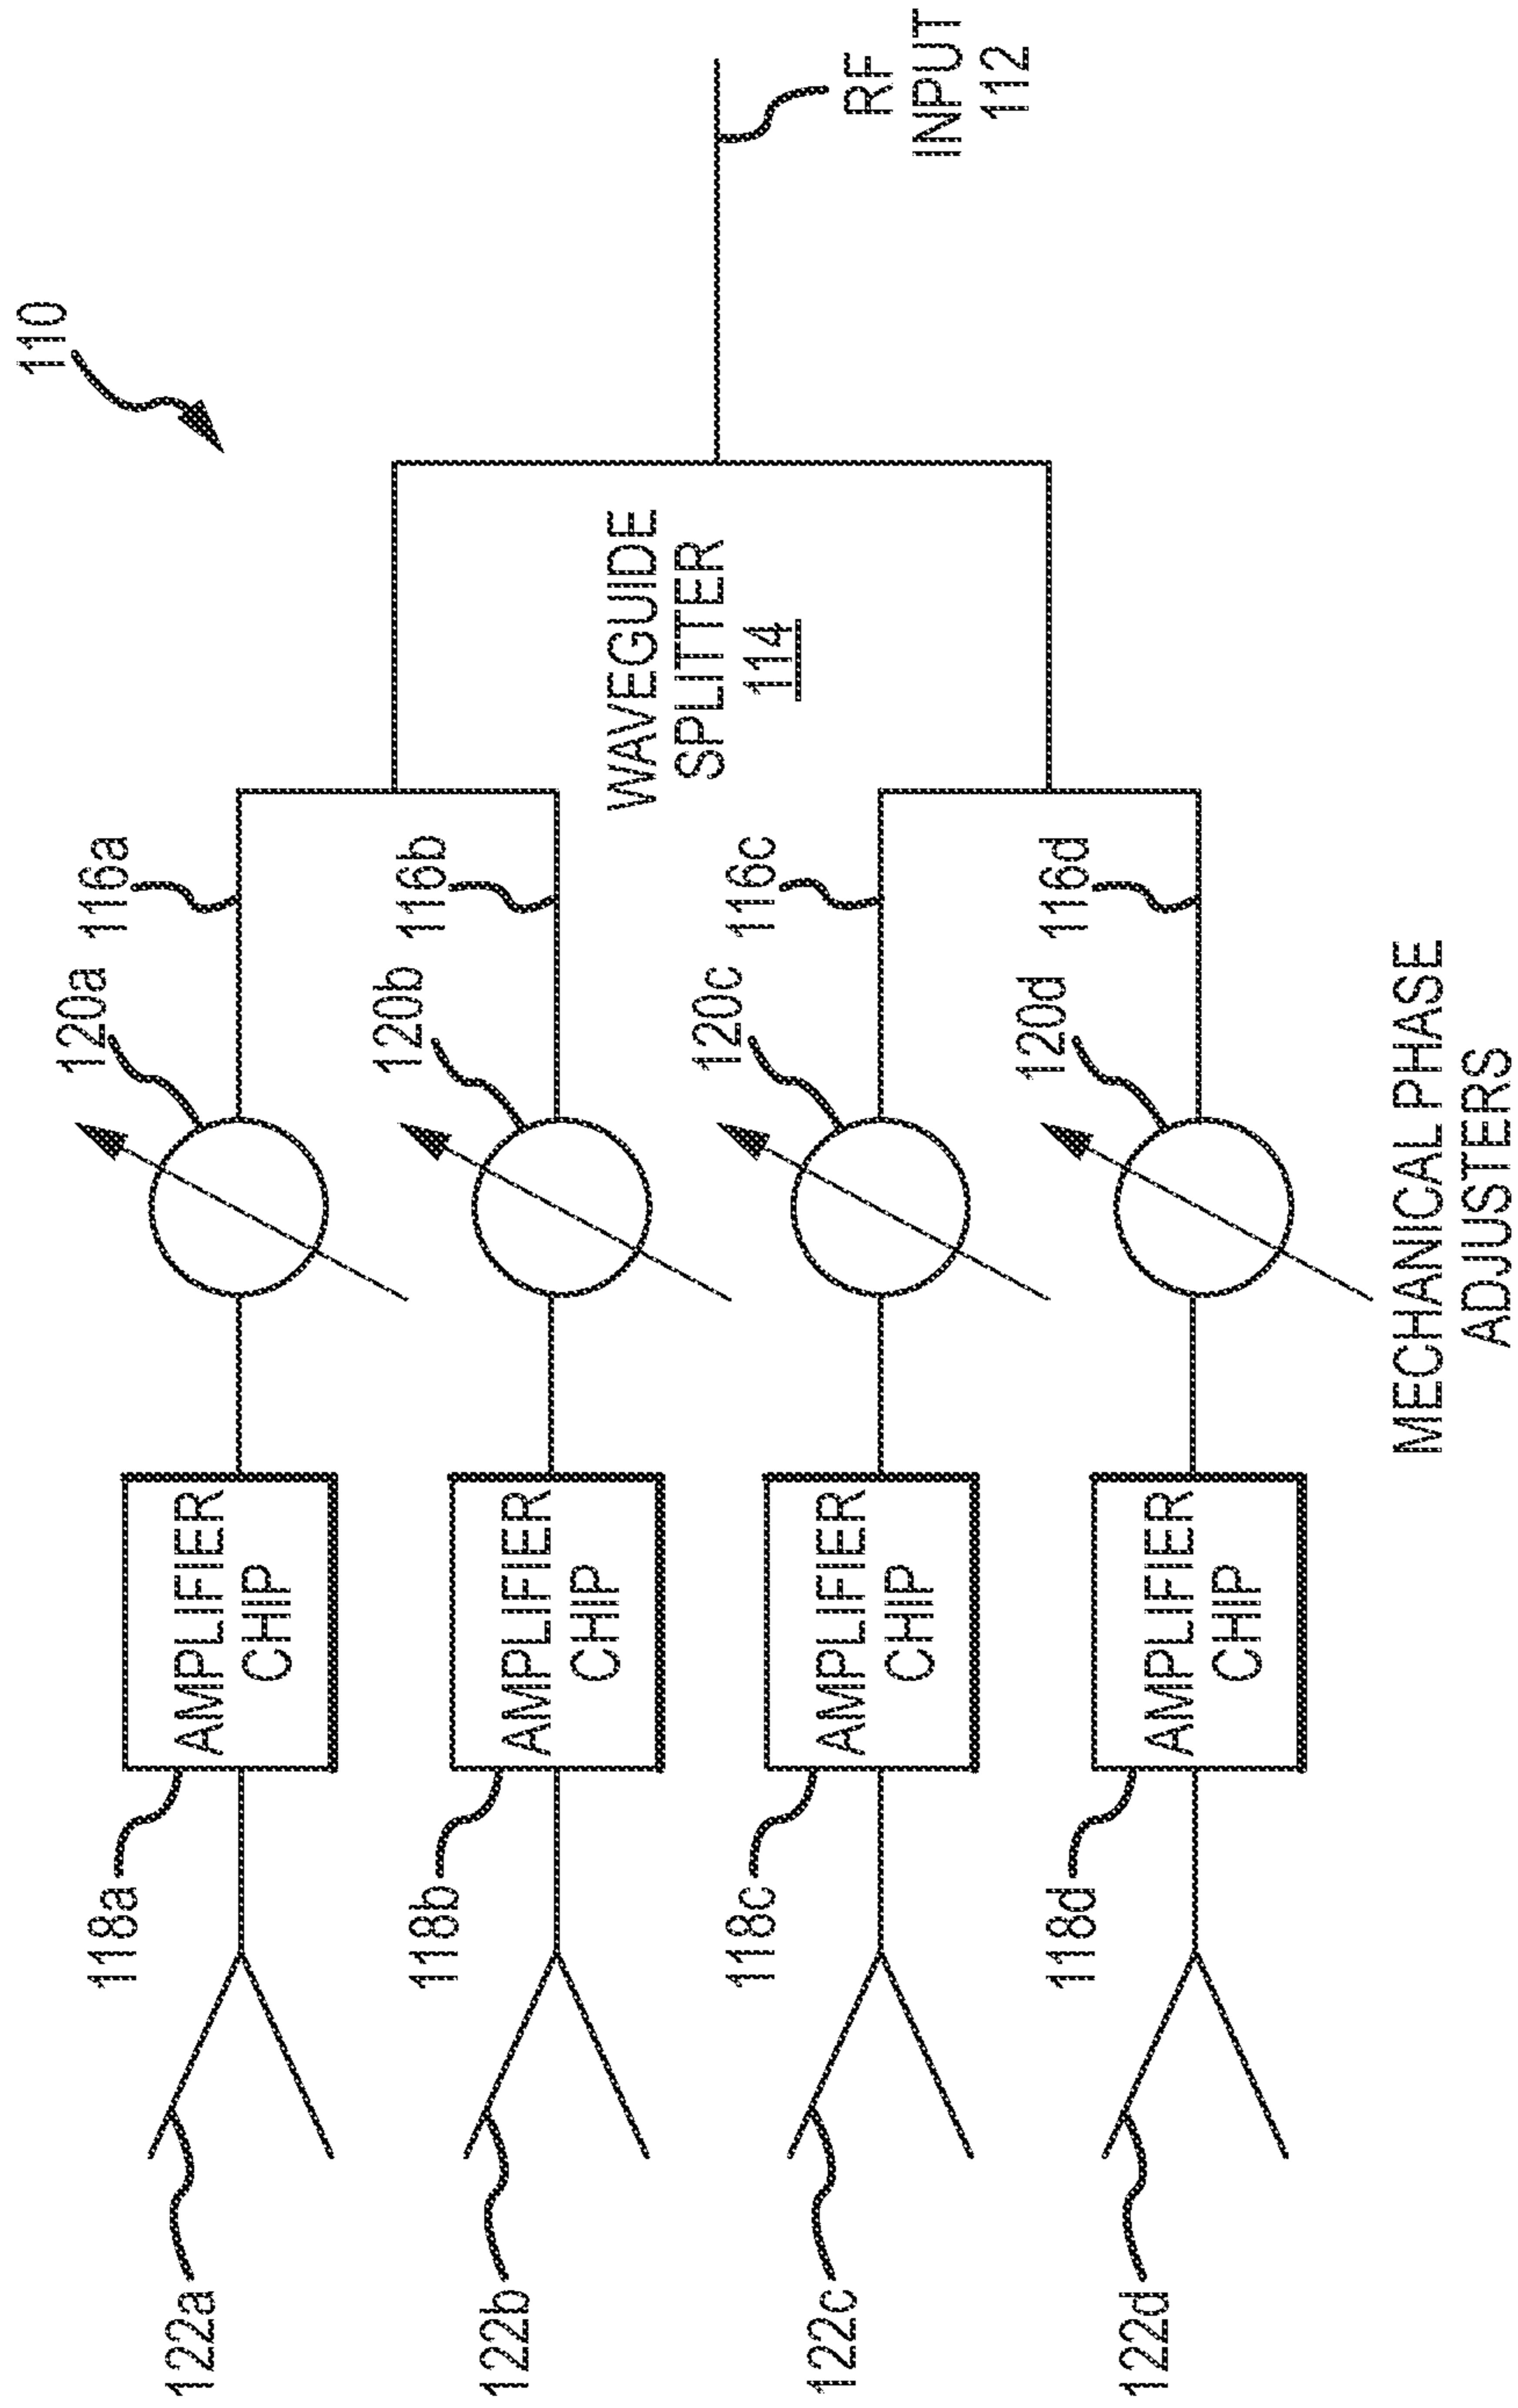 110
RF
INPUT
112
WAVEGUIDE
SPLITTER
114
116a
116b
116c
116d
120a
120b
120c
120d
MECHANICAL PHASE
ADJUSTERS
AMPLIFIER
CHIP
AMPLIFIER
CHIP
AMPLIFIER
CHIP
AMPLIFIER
CHIP
118a
118b
118c
118d
122a
122b
122c
122d